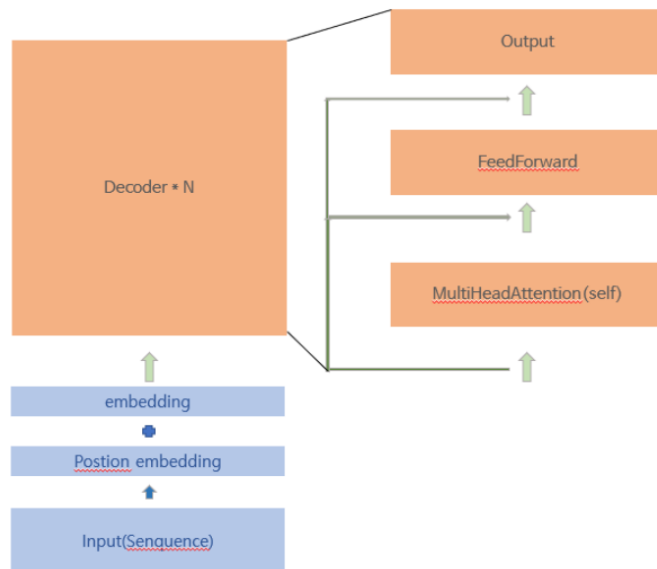 Output
Decoder * N
FeedForward
MultiHeadAttention(self)
embedding
Postion embedding
Input(Senquence)